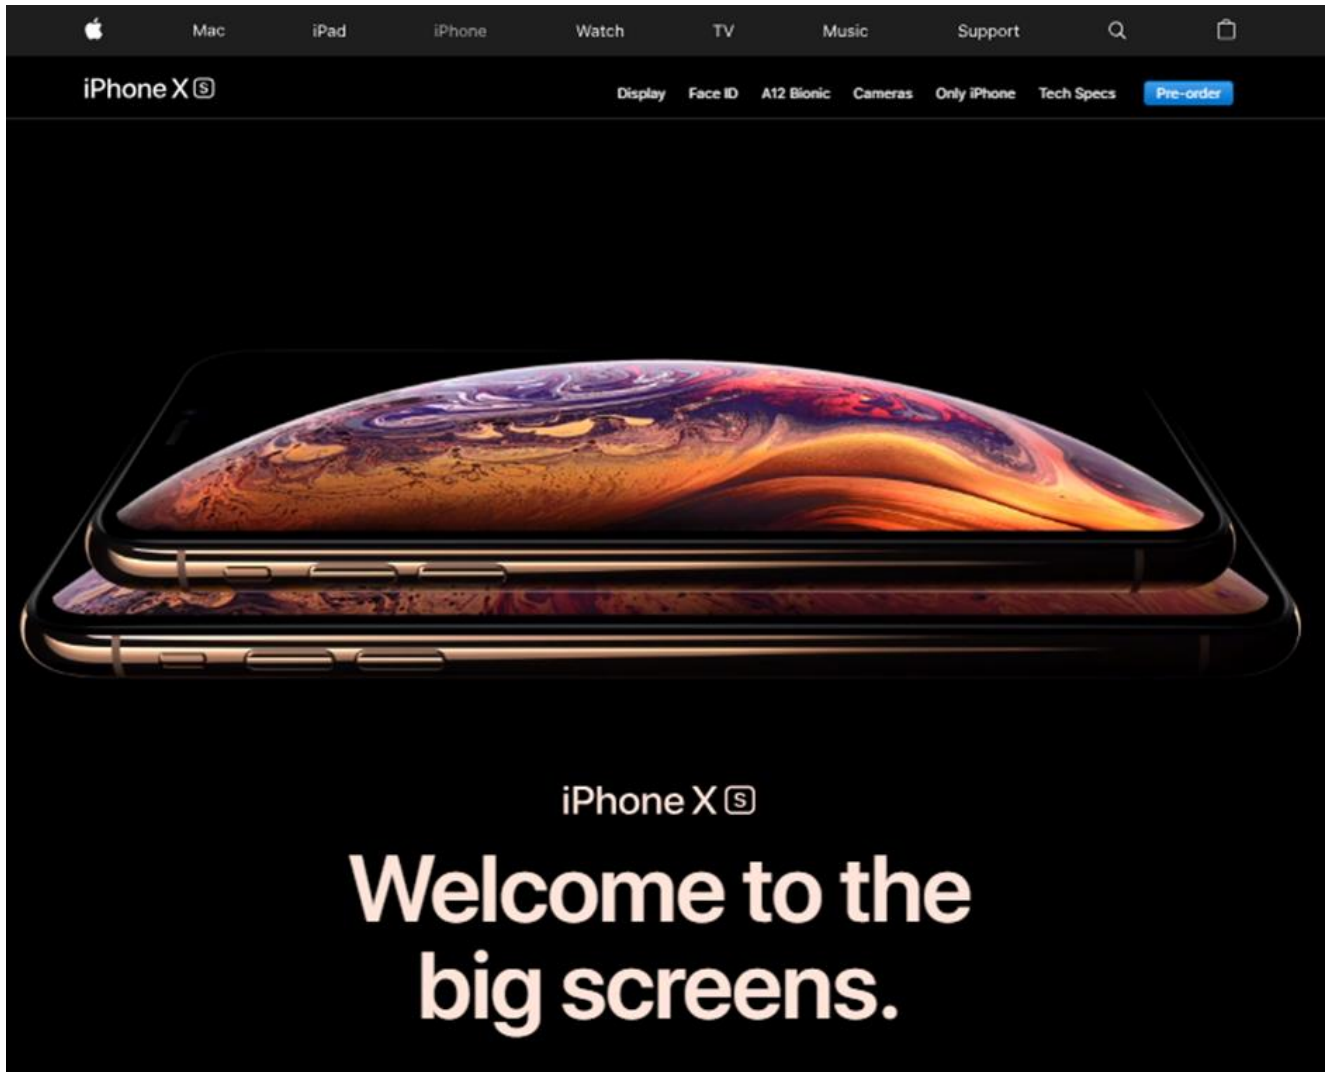 Mac iPad iPhone Watch TV Music Support
iPhone XS Display Face ID A12 Bionic Cameras Only iPhone Tech Specs Pre-order
iPhone XS
Welcome to the
big screens.